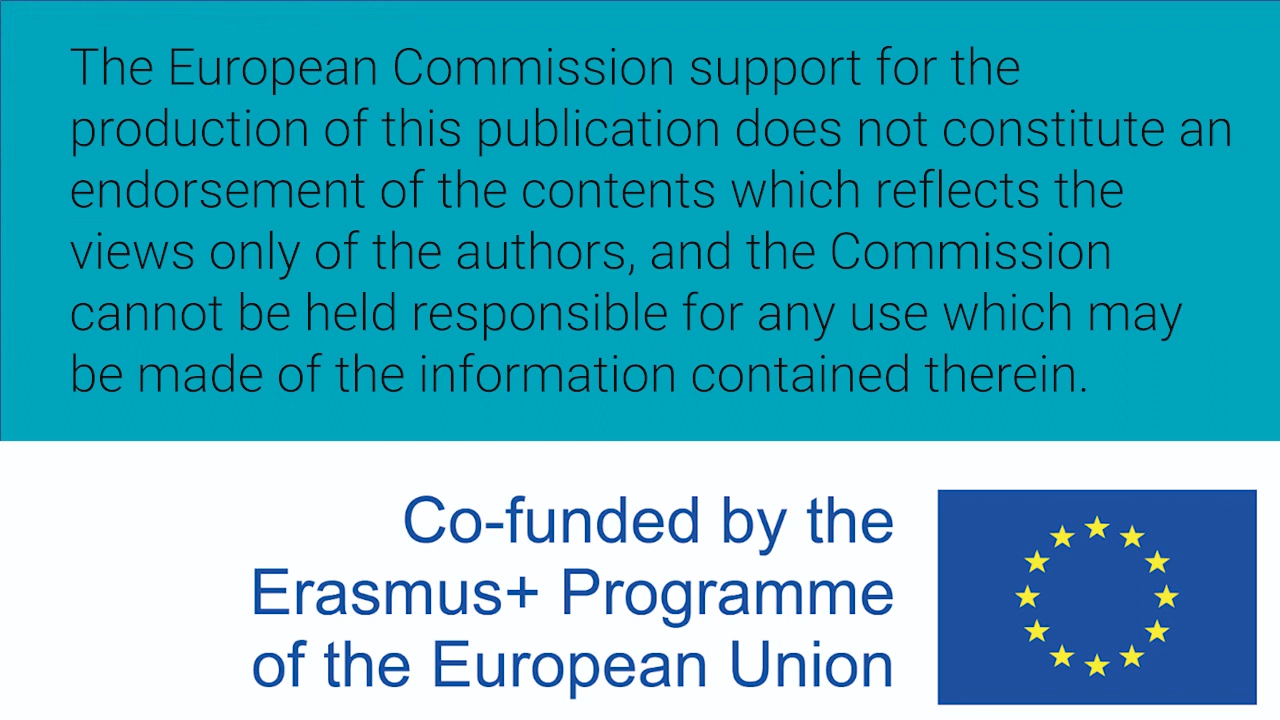 The European Commission support for the
production of this publication does not constitute an
endorsement of the contents which reflects the
views only of the authors, and the Commission
cannot be held responsible for any use which may
be made of the information contained therein.
Co-funded by the
Erasmus+ Programme
of the European Union